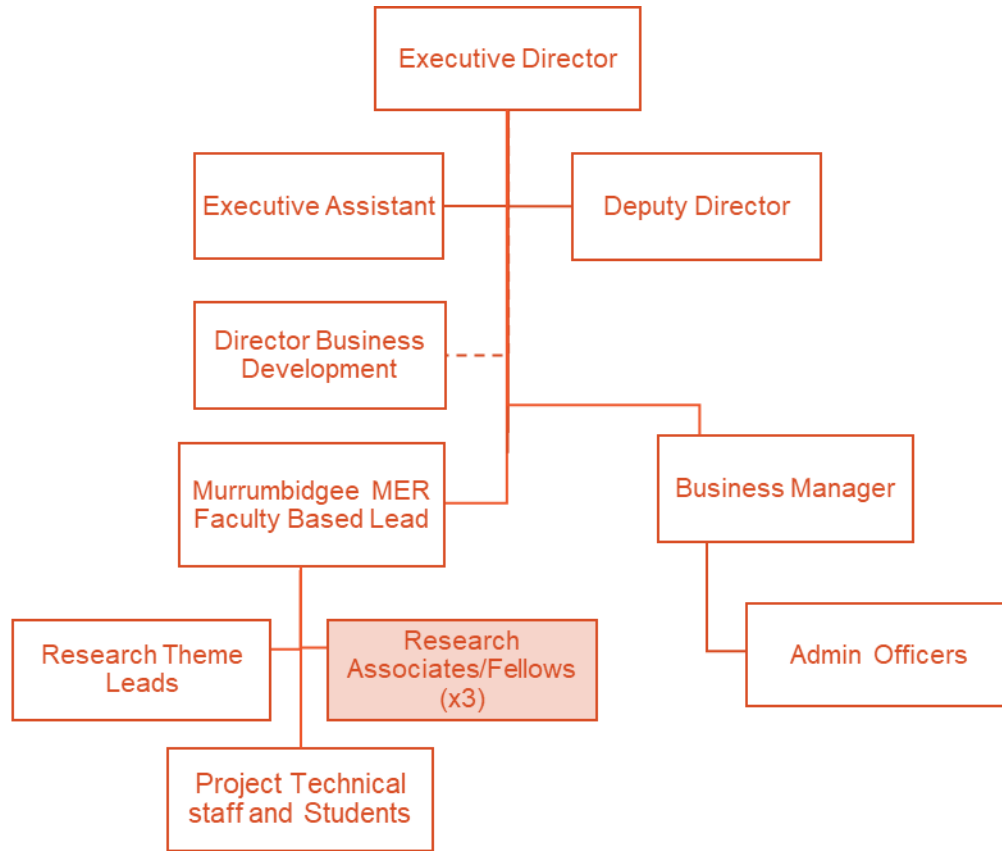 Executive Director
Executive Assistant
Deputy Director
Director Business
Development
Murrumbidgee MER
Faculty Based Lead
Business Manager
Research Theme
Leads
Research
Associates/Fellows
(x3)
Admin Officers
Project Technical
staff and Students